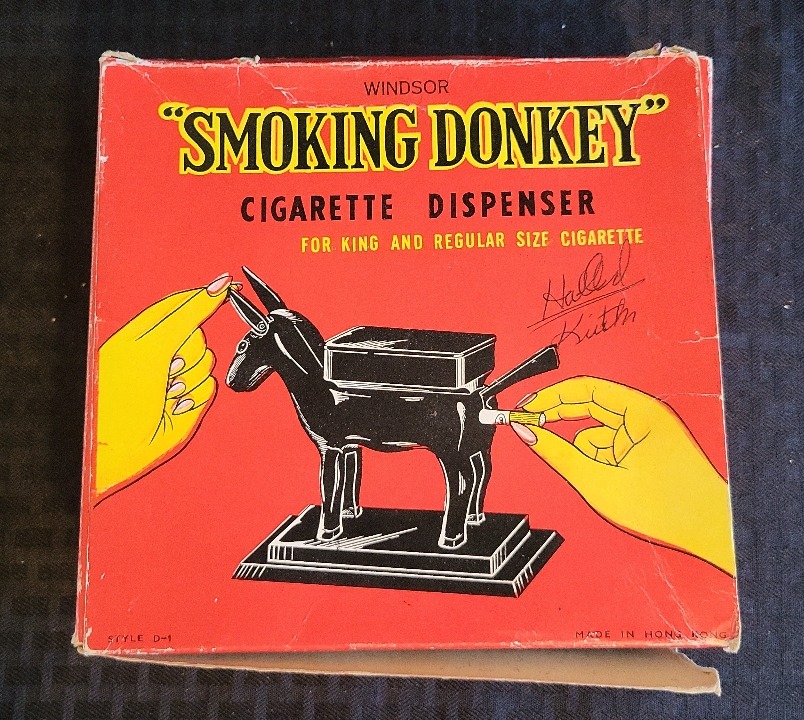 WINDSOR
“SMOKING DONKEY”
CIGARETTE DISPENSER
FOR KING AND REGULAR SIZE CIGARETTE
STYLE D-1
MADE IN HONG KONG